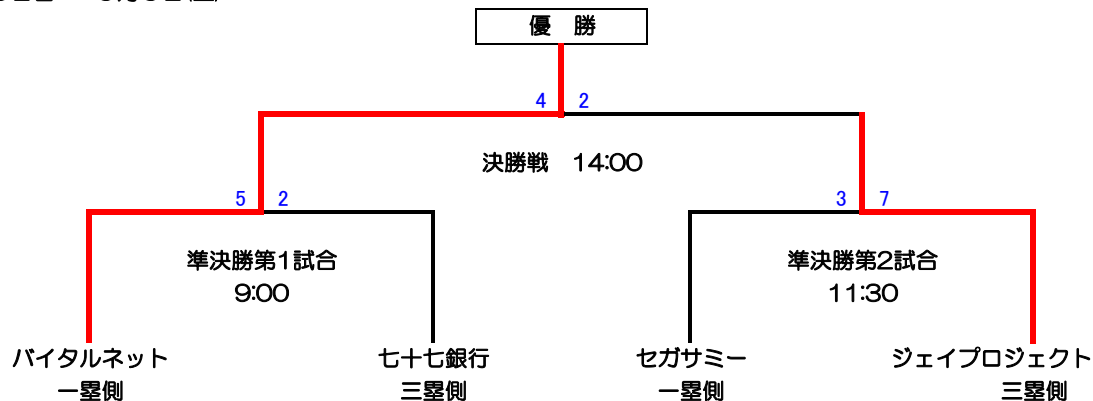 優 勝
4 2
決勝戦 14:00
5 2
3 7
準決勝第1試合
9:00
準決勝第2試合
11:30
バイタルネット
一塁側
七十七銀行
三塁側
セガサミー
一塁側
ジェイプロジェクト
三塁側